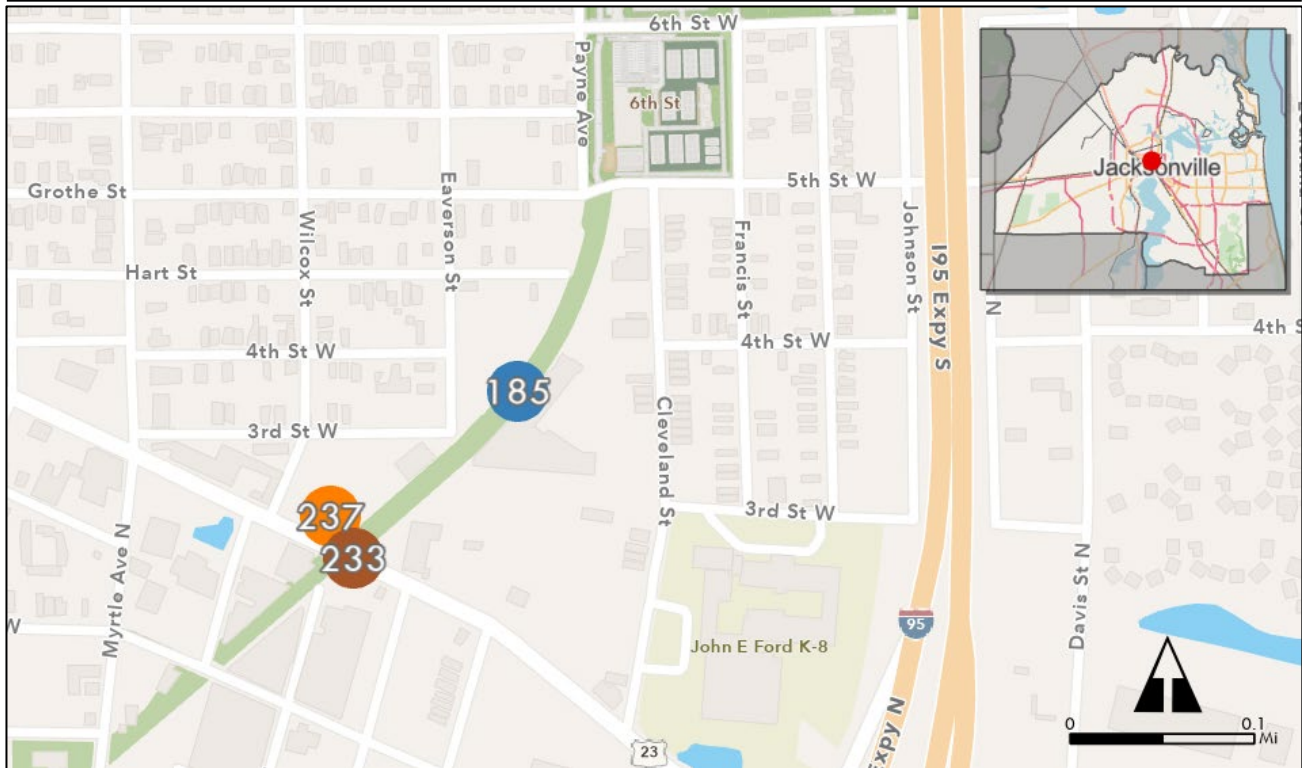 6th St W
Payne Ave
6th St
Jacksonville
Grothe St
Eaverson St
5th St W
Wilcox St
Francis St
Johnson St
I95 Expy S
N
Hart St
4th St W
4th St W
4th S
185
Cleveland St
3rd St W
237
233
3rd St W
Myrtle Ave N
W
95
Davis St N
John E Ford K-8
Expy N
23
0
0.1
Mi